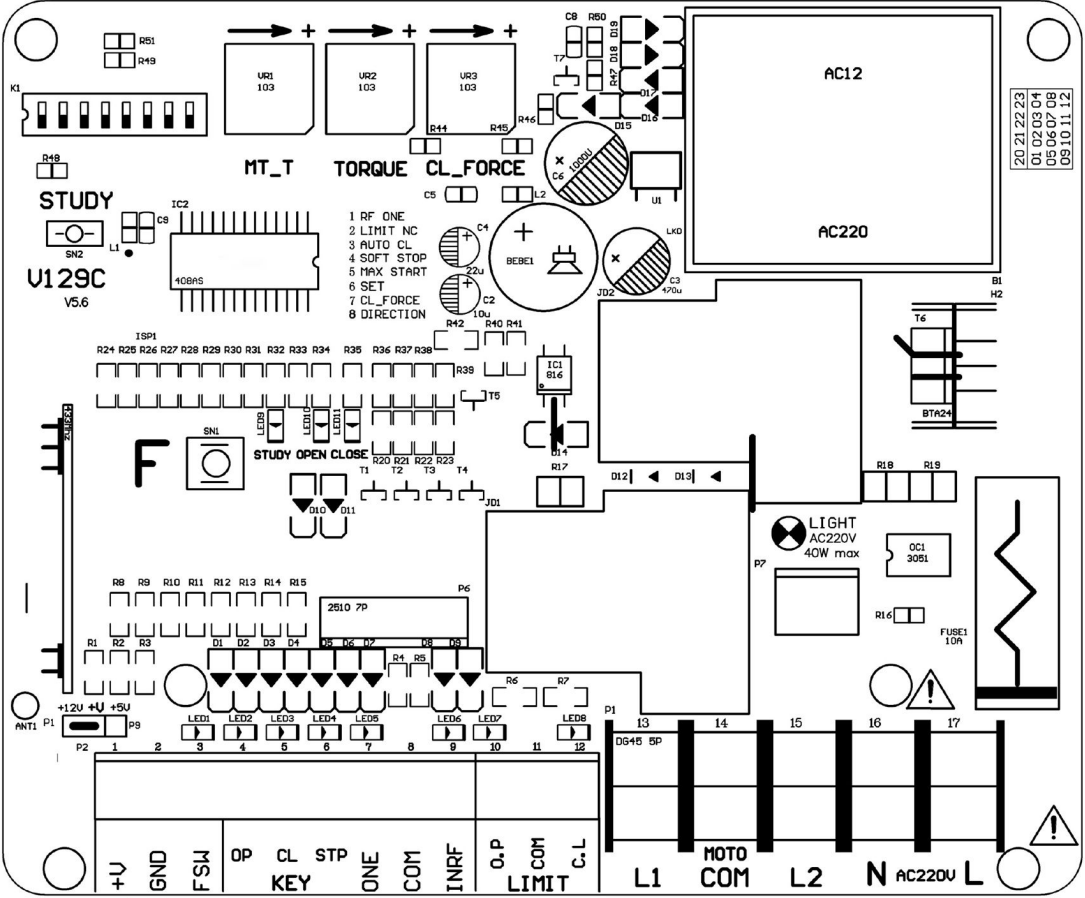 R51
R49
K1
VR1
103
VR2
103
VR3
103
+
+
+
C8
R50
D19
D18
T7
R47
D17
D16
D15
R46
AC12
AC220
20 21 22 23
01 02 03 04
05 06 07 08
09 10 11 12
R44
R45
MT_T
TORQUE
CL_FORCE
C6
1000U
U1
R48
STUDY
SN2
L1
C9
V129C
V5.6
IC2
408AS
C5
L2
1 RF ONE
2 LIMIT NC
3 AUTO CL
4 SOFT STOP
5 MAX START
6 SET
7 CL_FORCE
8 DIRECTION
C4
22u
C2
10u
+
BEBE1
LKD
C3
470u
JD2
B1
H2
T6
BTA24
ISP1
R24 R25 R26 R27 R28 R29 R30 R31 R32 R33 R34 R35 R36 R37 R38
R39
R42
R40
R41
IC1
816
T5
LED9
LED10
LED11
STUDY OPEN CLOSE
R20 R21 R22 R23
T1 T2 T3 T4
D14
433MHz
F
SN1
D10
D11
R17
D12
D13
R18
R19
JD1
LIGHT
AC220V
40W max
P7
OC1
3051
R16
FUSE1
10A
R8 R9 R10 R11 R12 R13 R14 R15
2510 7P
P6
R1 R2 R3
D1 D2 D3 D4 D5 D6 D7 D8 D9
R4 R5
R6
R7
+12V +V +5V
ANT1
P1
P9
P2
LED1 LED2 LED3 LED4 LED5 LED6 LED7 LED8
1 2 3 4 5 6 7 8 9 10 11 12
P1
13 14 15 16 17
DG45 5P
+V
GND
FSW
OP CL STP
KEY
ONE
COM
INRF
O.P
COM
C.L
LIMIT
L1
MOTO
COM
L2
N AC220V L
!
!